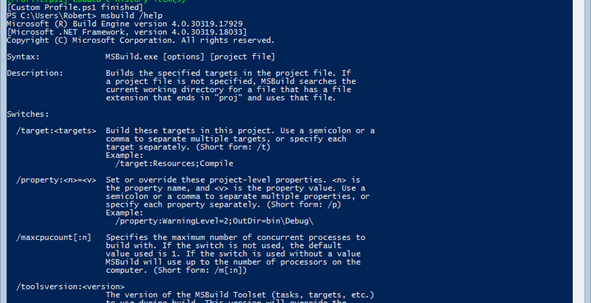 [Custom Profile.ps1 finished]
PS C:\Users\Robert> msbuild /help
Microsoft (R) Build Engine version 4.0.30319.17929
[Microsoft .NET Framework, version 4.0.30319.18033]
Copyright (C) Microsoft Corporation. All rights reserved.
Syntax: MSBuild.exe [options] [project file]
Description: Builds the specified targets in the project file. If
a project file is not specified, MSBuild searches the
current working directory for a file that has a file
extension that ends in "proj" and uses that file.
Switches:
/target:<targets> Build these targets in this project. Use a semicolon or a
comma to separate multiple targets, or specify each
target separately. (Short form: /t)
Example:
/target:Resources;Compile
/property:<n>=<v> Set or override these project-level properties. <n> is
the property name, and <v> is the property value. Use a
semicolon or a comma to separate multiple properties, or
specify each property separately. (Short form: /p)
Example:
/property:WarningLevel=2;OutDir=bin\Debug\
/maxcpucount[:n] Specifies the maximum number of concurrent processes to
build with. If the switch is not used, the default
value used is 1. If the switch is used without a value
MSBuild will use up to the number of processors on the
computer. (Short form: /m[:n])
/toolsversion:<version>
The version of the MSBuild Toolset (tasks, targets, etc.)
to use during build. This version will override the